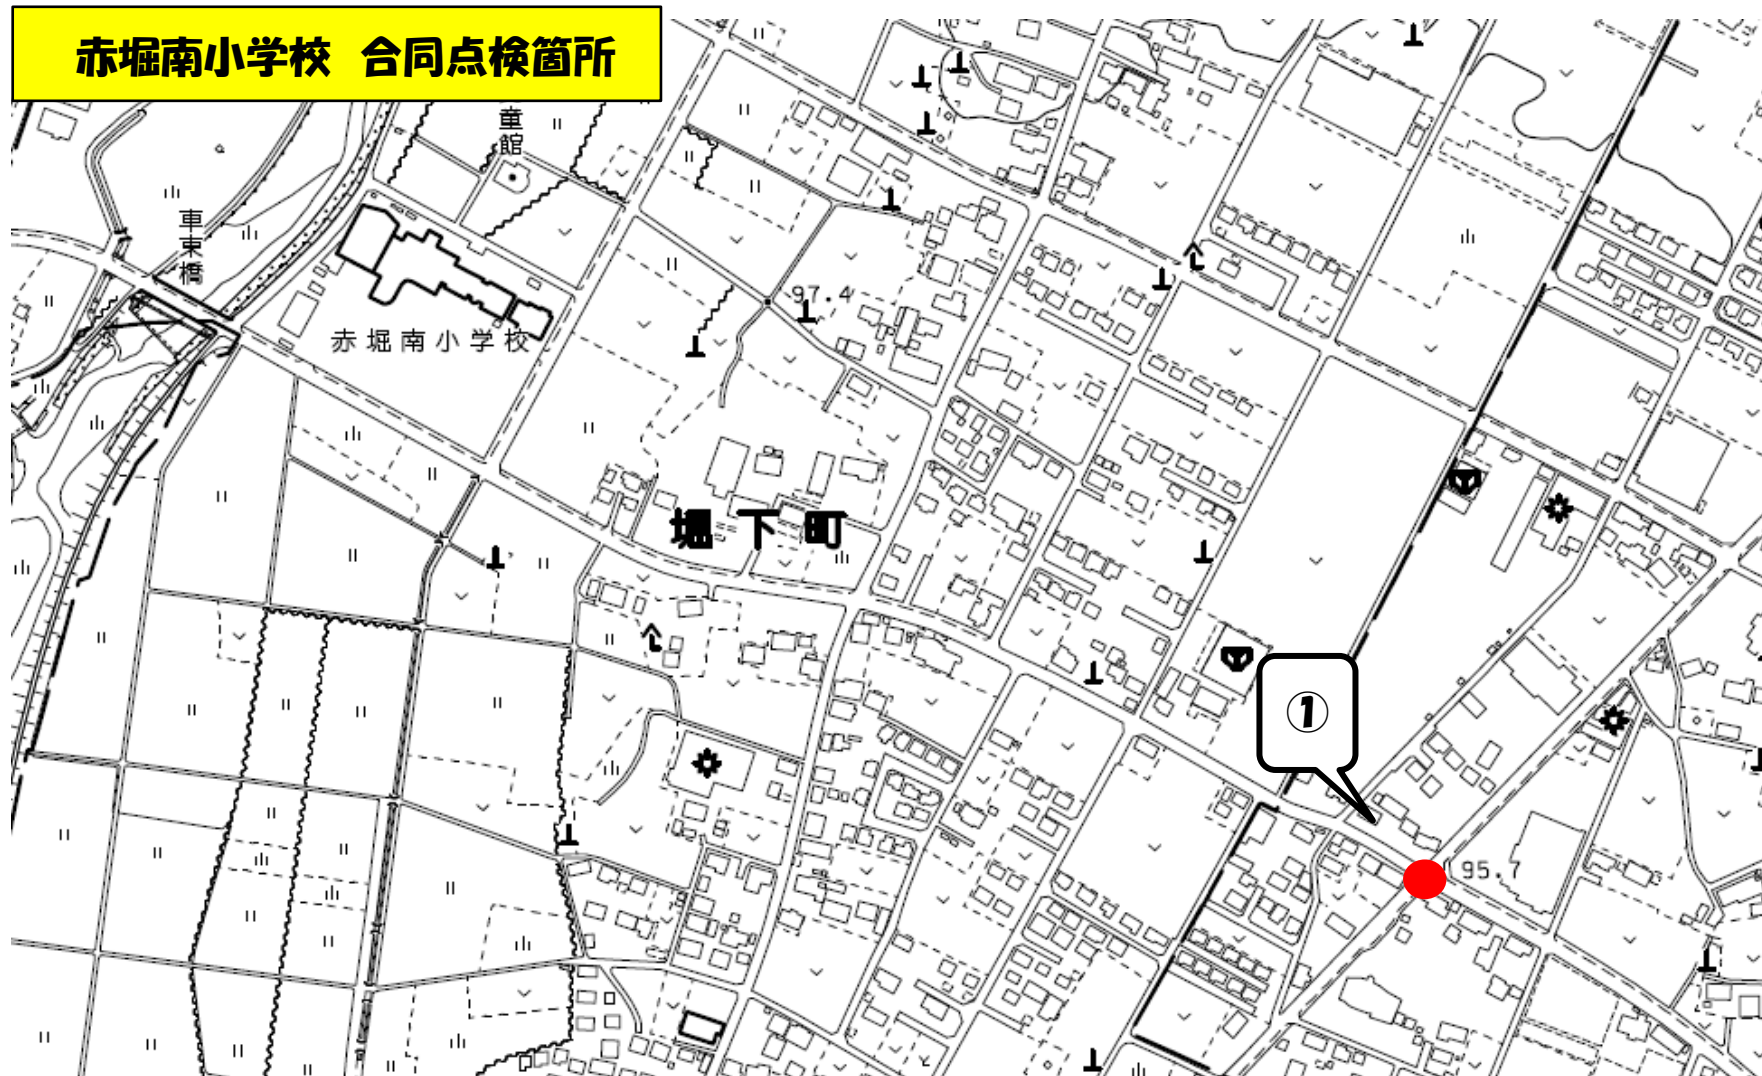 赤堀南小学校 合同点検箇所
童館
車東橋
97.4
赤堀南小学校
堀下町
①
95.7